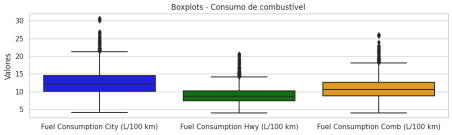 Boxplots - Consumo de combustível
Valores
30
25
20
15
10
5
Fuel Consumption City (L/100 km)
Fuel Consumption Hwy (L/100 km)
Fuel Consumption Comb (L/100 km)